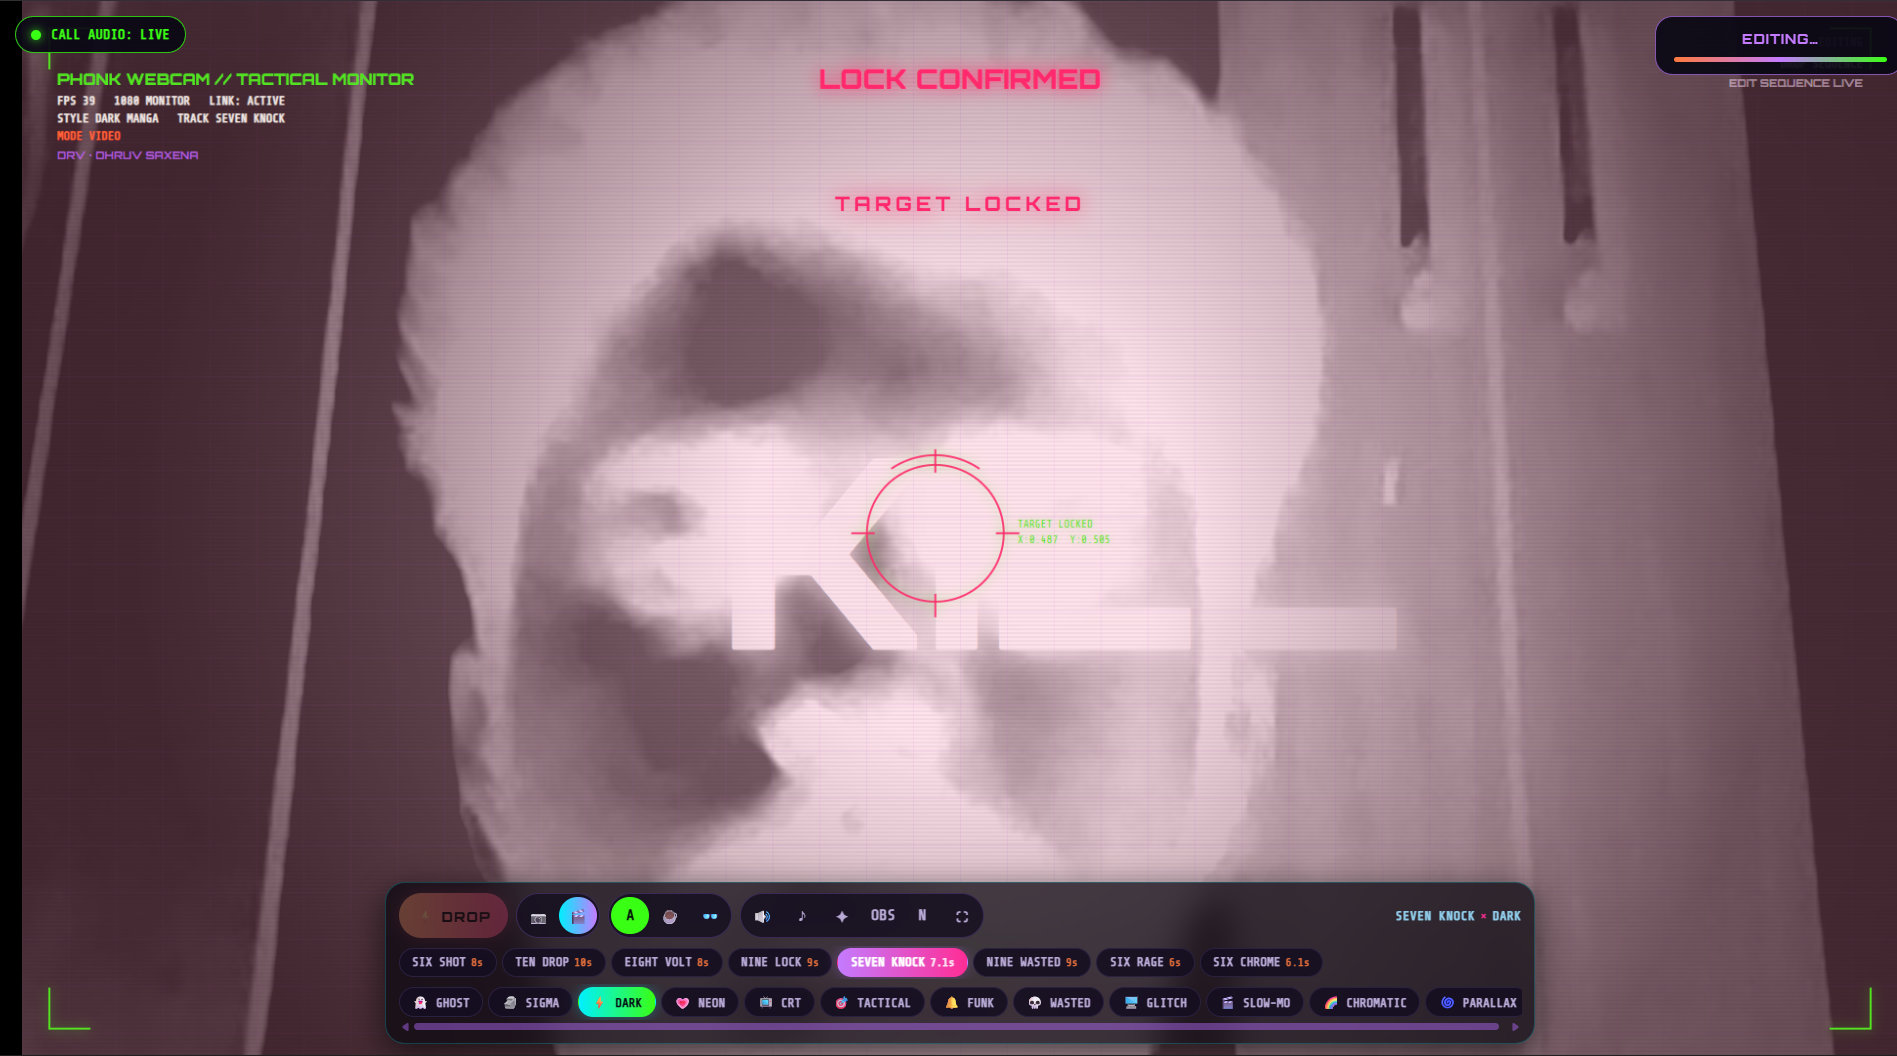 CALL AUDIO: LIVE
EDITING…
PHONK WEBCAM // TACTICAL MONITOR
LOCK CONFIRMED
EDIT SEQUENCE LIVE
FPS 39 1080 MONITOR LINK: ACTIVE
STYLE DARK MANGA TRACK SEVEN KNOCK
MODE VIDEO
DRV · DHRUV SAXENA
TARGET LOCKED
TARGET LOCKED
X:0.487 Y:0.505
KILL
DROP
A
OBS
N
SEVEN KNOCK × DARK
SIX SHOT 8s
TEN DROP 10s
EIGHT VOLT 8s
NINE LOCK 9s
SEVEN KNOCK 7.1s
NINE WASTED 9s
SIX RAGE 6s
SIX CHROME 6.1s
GHOST
SIGMA
DARK
NEON
CRT
TACTICAL
FUNK
WASTED
GLITCH
SLOW-MO
CHROMATIC
PARALLAX